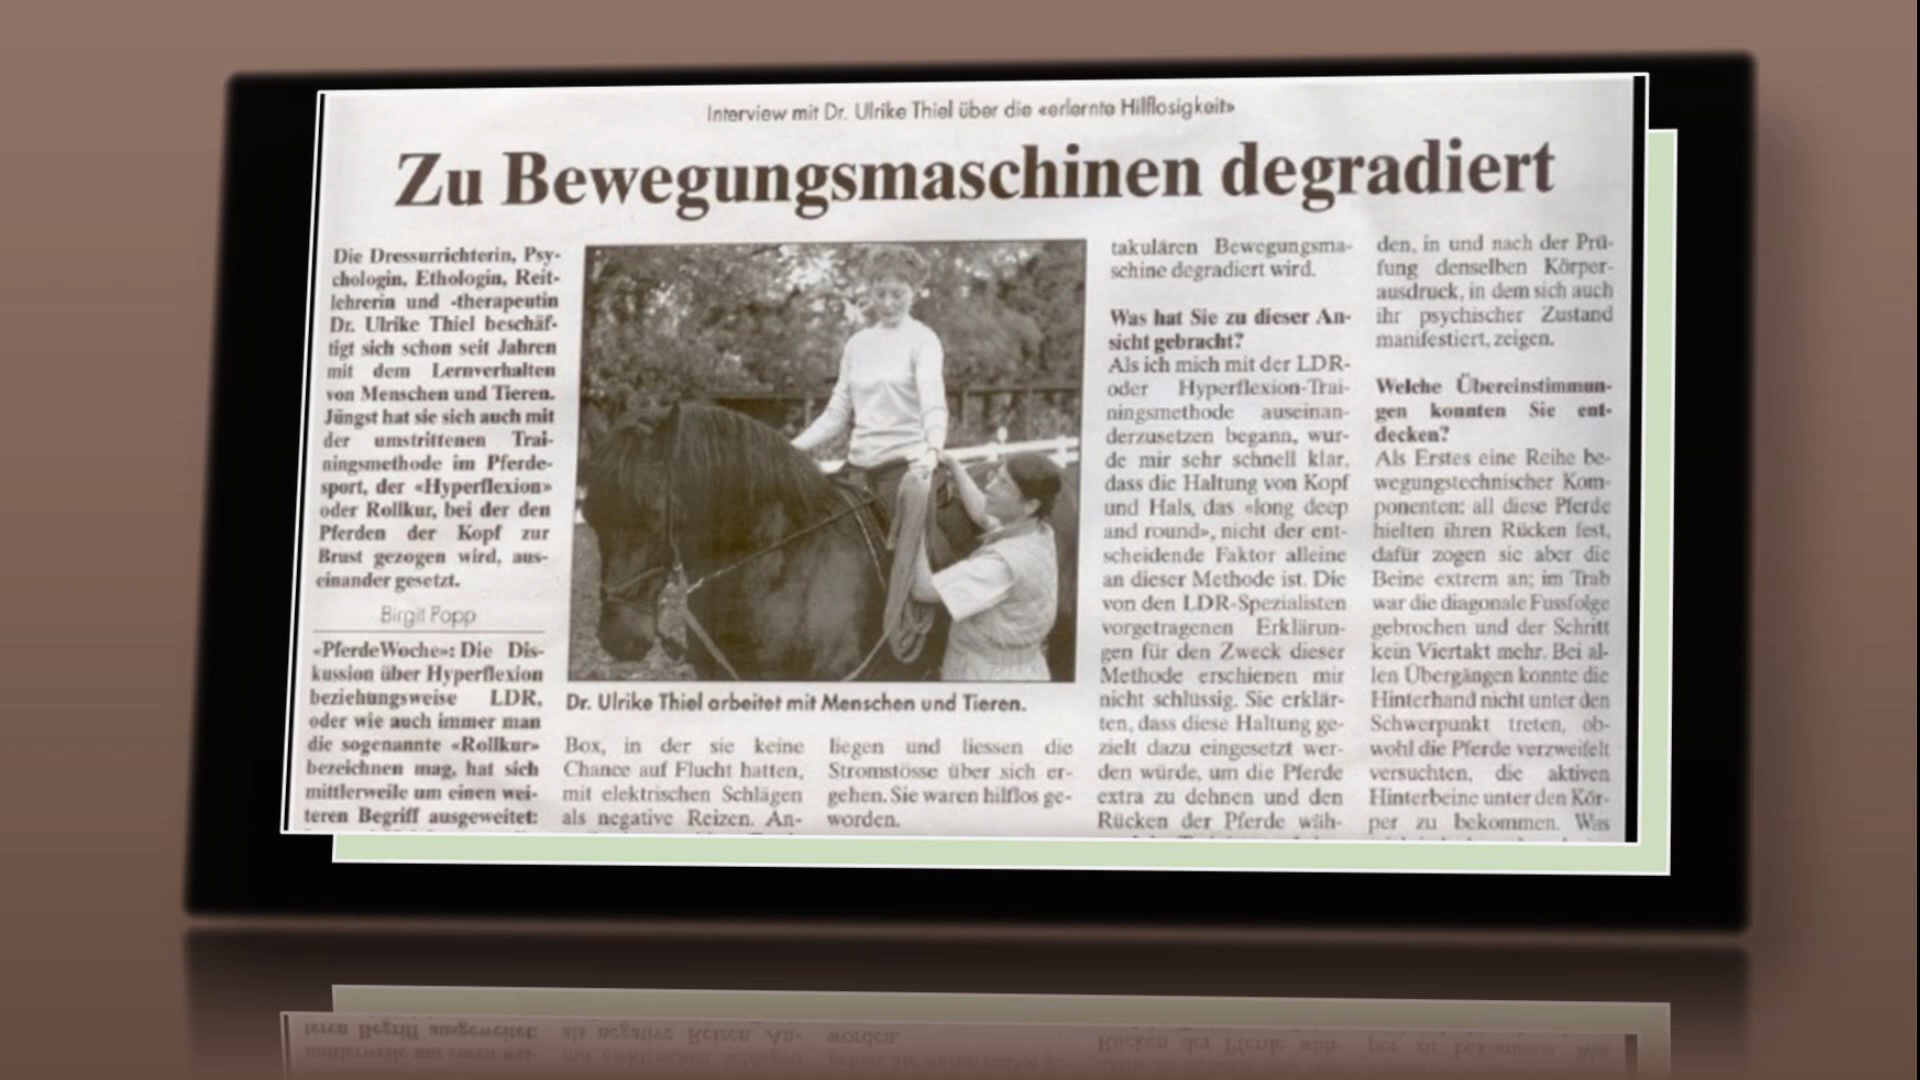 Interview mit Dr. Ulrike Thiel über die «erlernte Hilflosigkeit»
Zu Bewegungsmaschinen degradiert
Die Dressurrichterin, Psy-
chologin, Ethologin, Reit-
lehrerin und -therapeutin
Dr. Ulrike Thiel beschäf-
tigt sich schon seit Jahren
mit dem Lernverhalten
von Menschen und Tieren.
Jüngst hat sie sich auch mit
der umstrittenen Trai-
ningsmethode im Pferde-
sport, der «Hyperflexion»
oder Rollkur, bei der den
Pferden der Kopf zur
Brust gezogen wird, aus-
einander gesetzt.
Birgit Popp
«PferdeWoche»: Die Dis-
kussion über Hyperflexion
beziehungsweise LDR,
oder wie auch immer man
die sogenannte «Rollkur»
bezeichnen mag, hat sich
mittlerweile um einen wei-
teren Begriff ausgeweitet:
Dr. Ulrike Thiel arbeitet mit Menschen und Tieren.
Box, in der sie keine
Chance auf Flucht hatten,
mit elektrischen Schlägen
als negative Reizen. An-
liegen und liessen die
Stromstösse über sich er-
gehen. Sie waren hilflos ge-
worden.
takulären Bewegungsma-
schine degradiert wird.
Was hat Sie zu dieser An-
sicht gebracht?
Als ich mich mit der LDR-
oder Hyperflexion-Trai-
ningsmethode auseinan-
derzusetzen begann, wur-
de mir sehr schnell klar,
dass die Haltung von Kopf
und Hals, das «long deep
and round», nicht der ent-
scheidende Faktor alleine
an dieser Methode ist. Die
von den LDR-Spezialisten
vorgetragenen Erklärun-
gen für den Zweck dieser
Methode erschienen mir
nicht schlüssig. Sie erklär-
ten, dass diese Haltung ge-
zielt dazu eingesetzt wer-
den würde, um die Pferde
extra zu dehnen und den
Rücken der Pferde wäh-
den, in und nach der Prü-
fung denselben Körper-
ausdruck, in dem sich auch
ihr psychischer Zustand
manifestiert, zeigen.
Welche Übereinstimmun-
gen konnten Sie ent-
decken?
Als Erstes eine Reihe be-
wegungstechnischer Kom-
ponenten: all diese Pferde
hielten ihren Rücken fest,
dafür zogen sie aber die
Beine extrem an; im Trab
war die diagonale Fussfolge
gebrochen und der Schritt
kein Viertakt mehr. Bei al-
len Übergängen konnte die
Hinterhand nicht unter den
Schwerpunkt treten, ob-
wohl die Pferde verzweifelt
versuchten, die aktiven
Hinterbeine unter den Kör-
per zu bekommen. Was